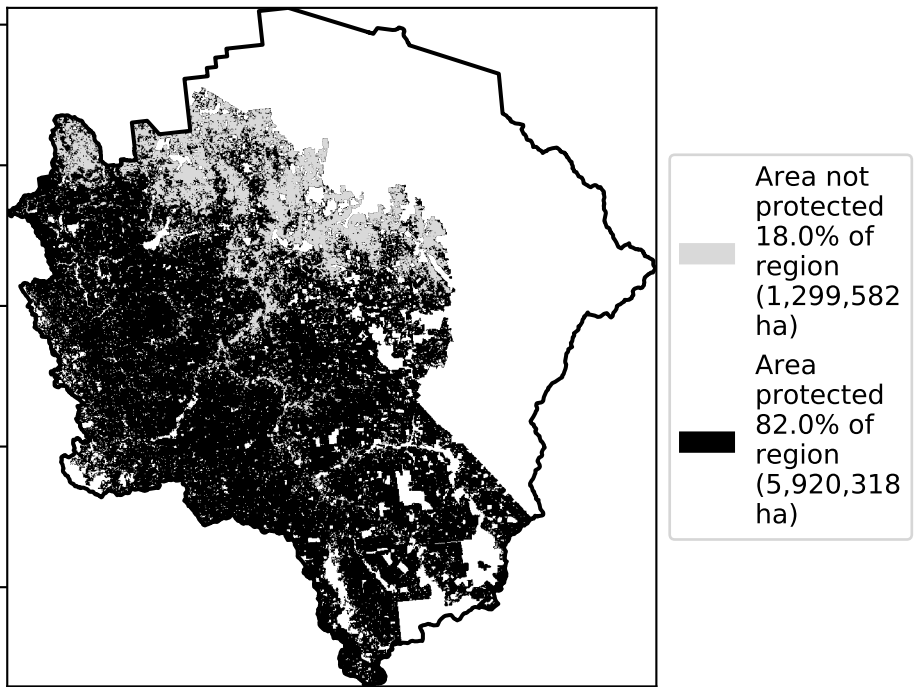 Area not
protected
18.0% of
region
(1,299,582
ha)
Area
protected
82.0% of
region
(5,920,318
ha)